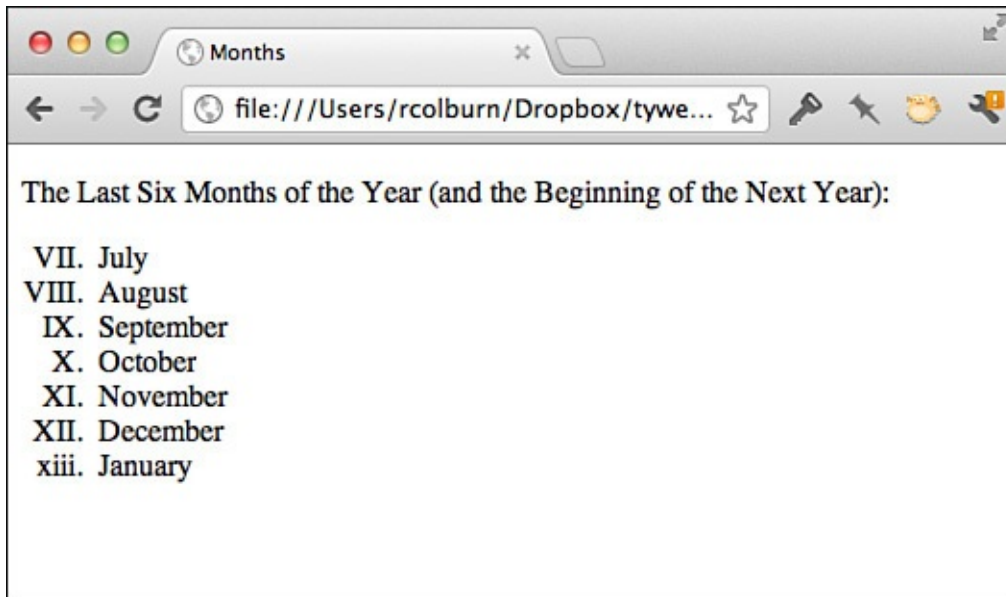 Months
file:///Users/rcolburn/Dropbox/tywe...
The Last Six Months of the Year (and the Beginning of the Next Year):
VII. July
VIII. August
IX. September
X. October
XI. November
XII. December
xiii. January